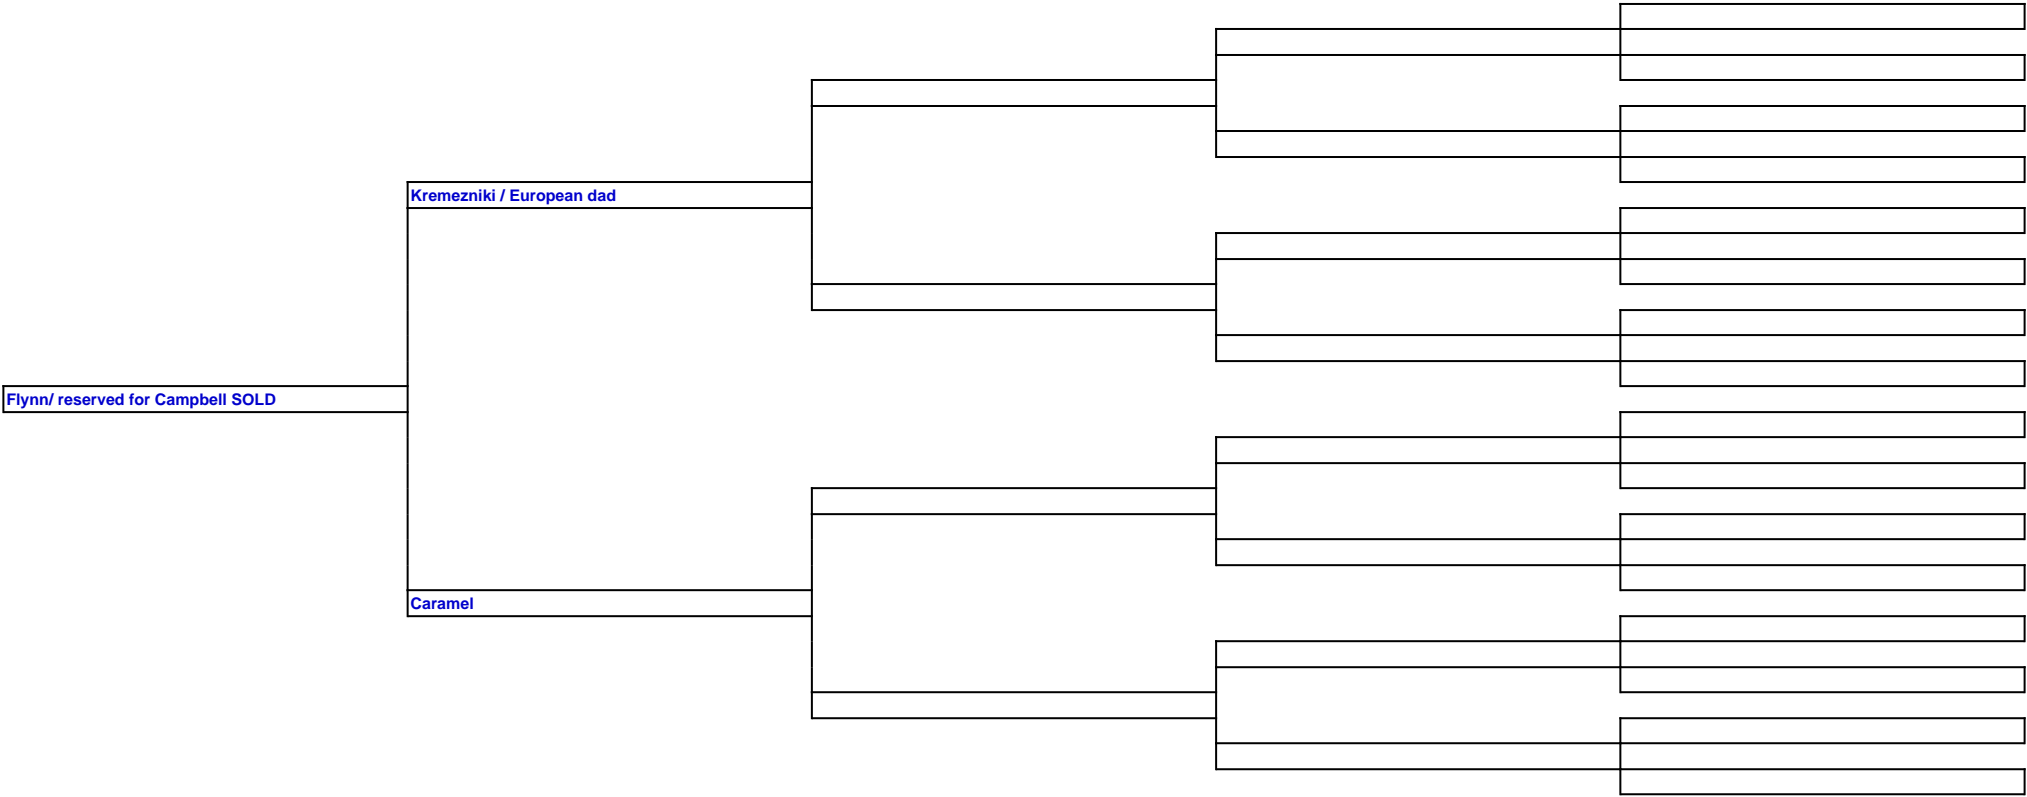 Kremezniki / European dad
Flynn/ reserved for Campbell SOLD
Caramel